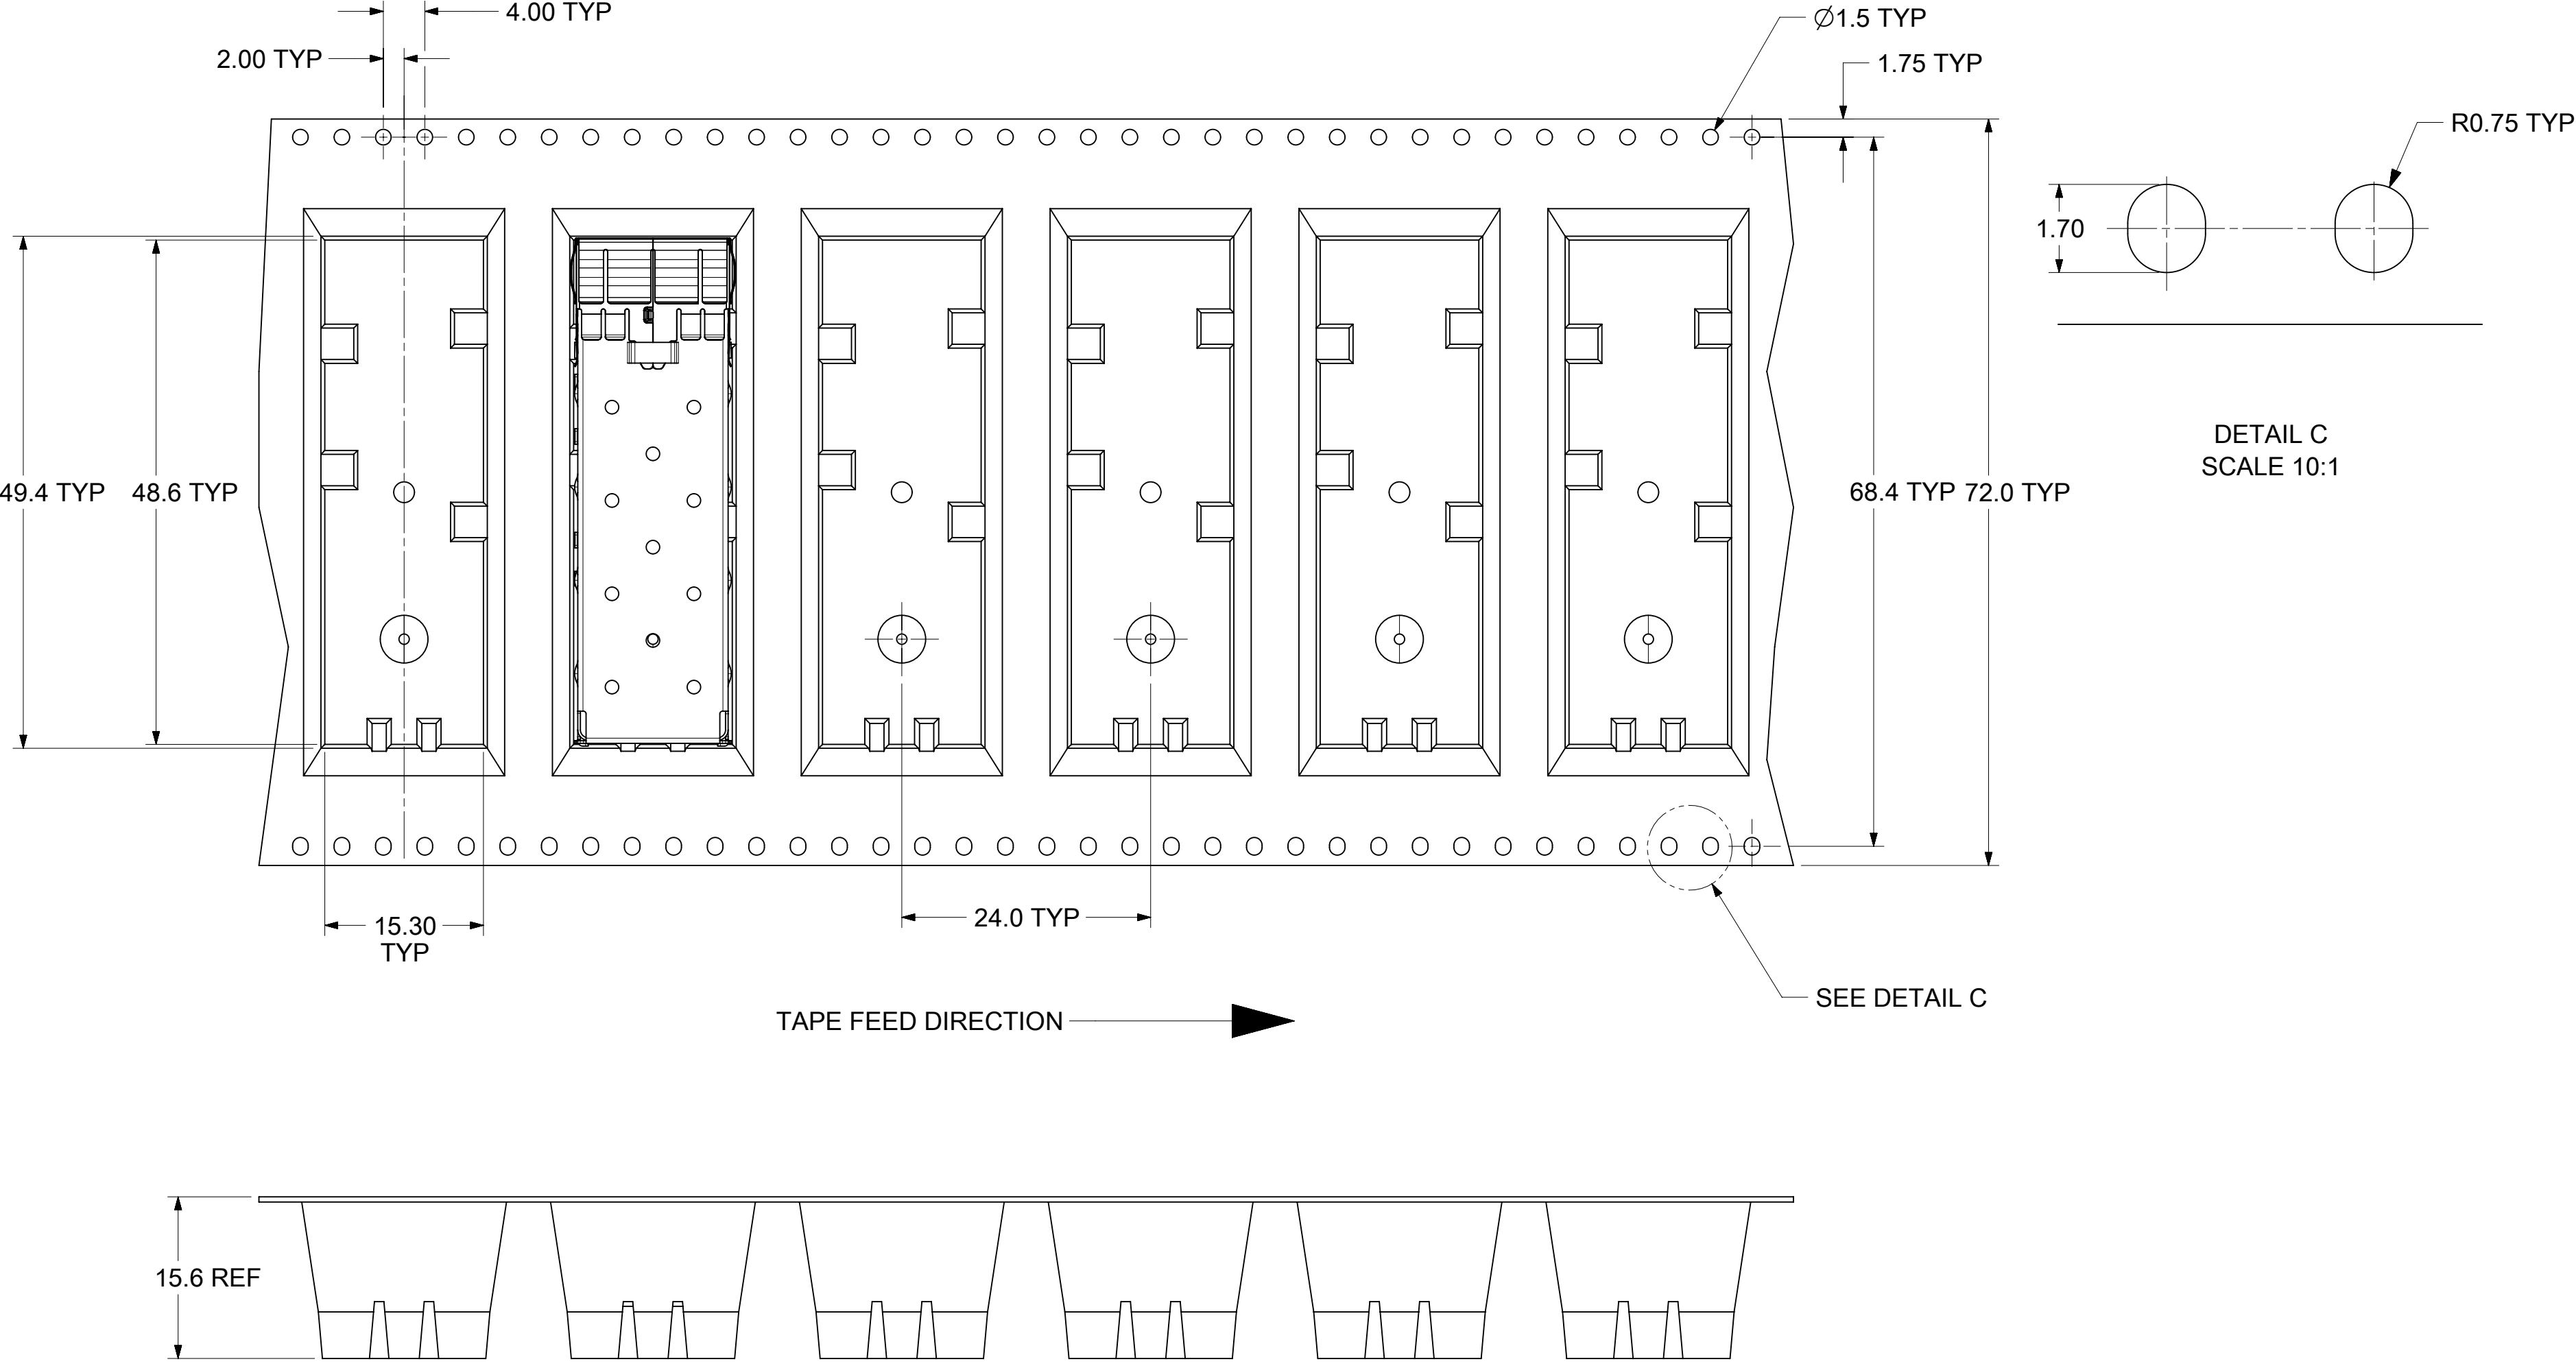 4.00 TYP
∅1.5 TYP
2.00 TYP
1.75 TYP
R0.75 TYP
1.70
DETAIL C
SCALE 10:1
49.4 TYP
48.6 TYP
68.4 TYP
72.0 TYP
15.30
TYP
24.0 TYP
SEE DETAIL C
TAPE FEED DIRECTION
15.6 REF